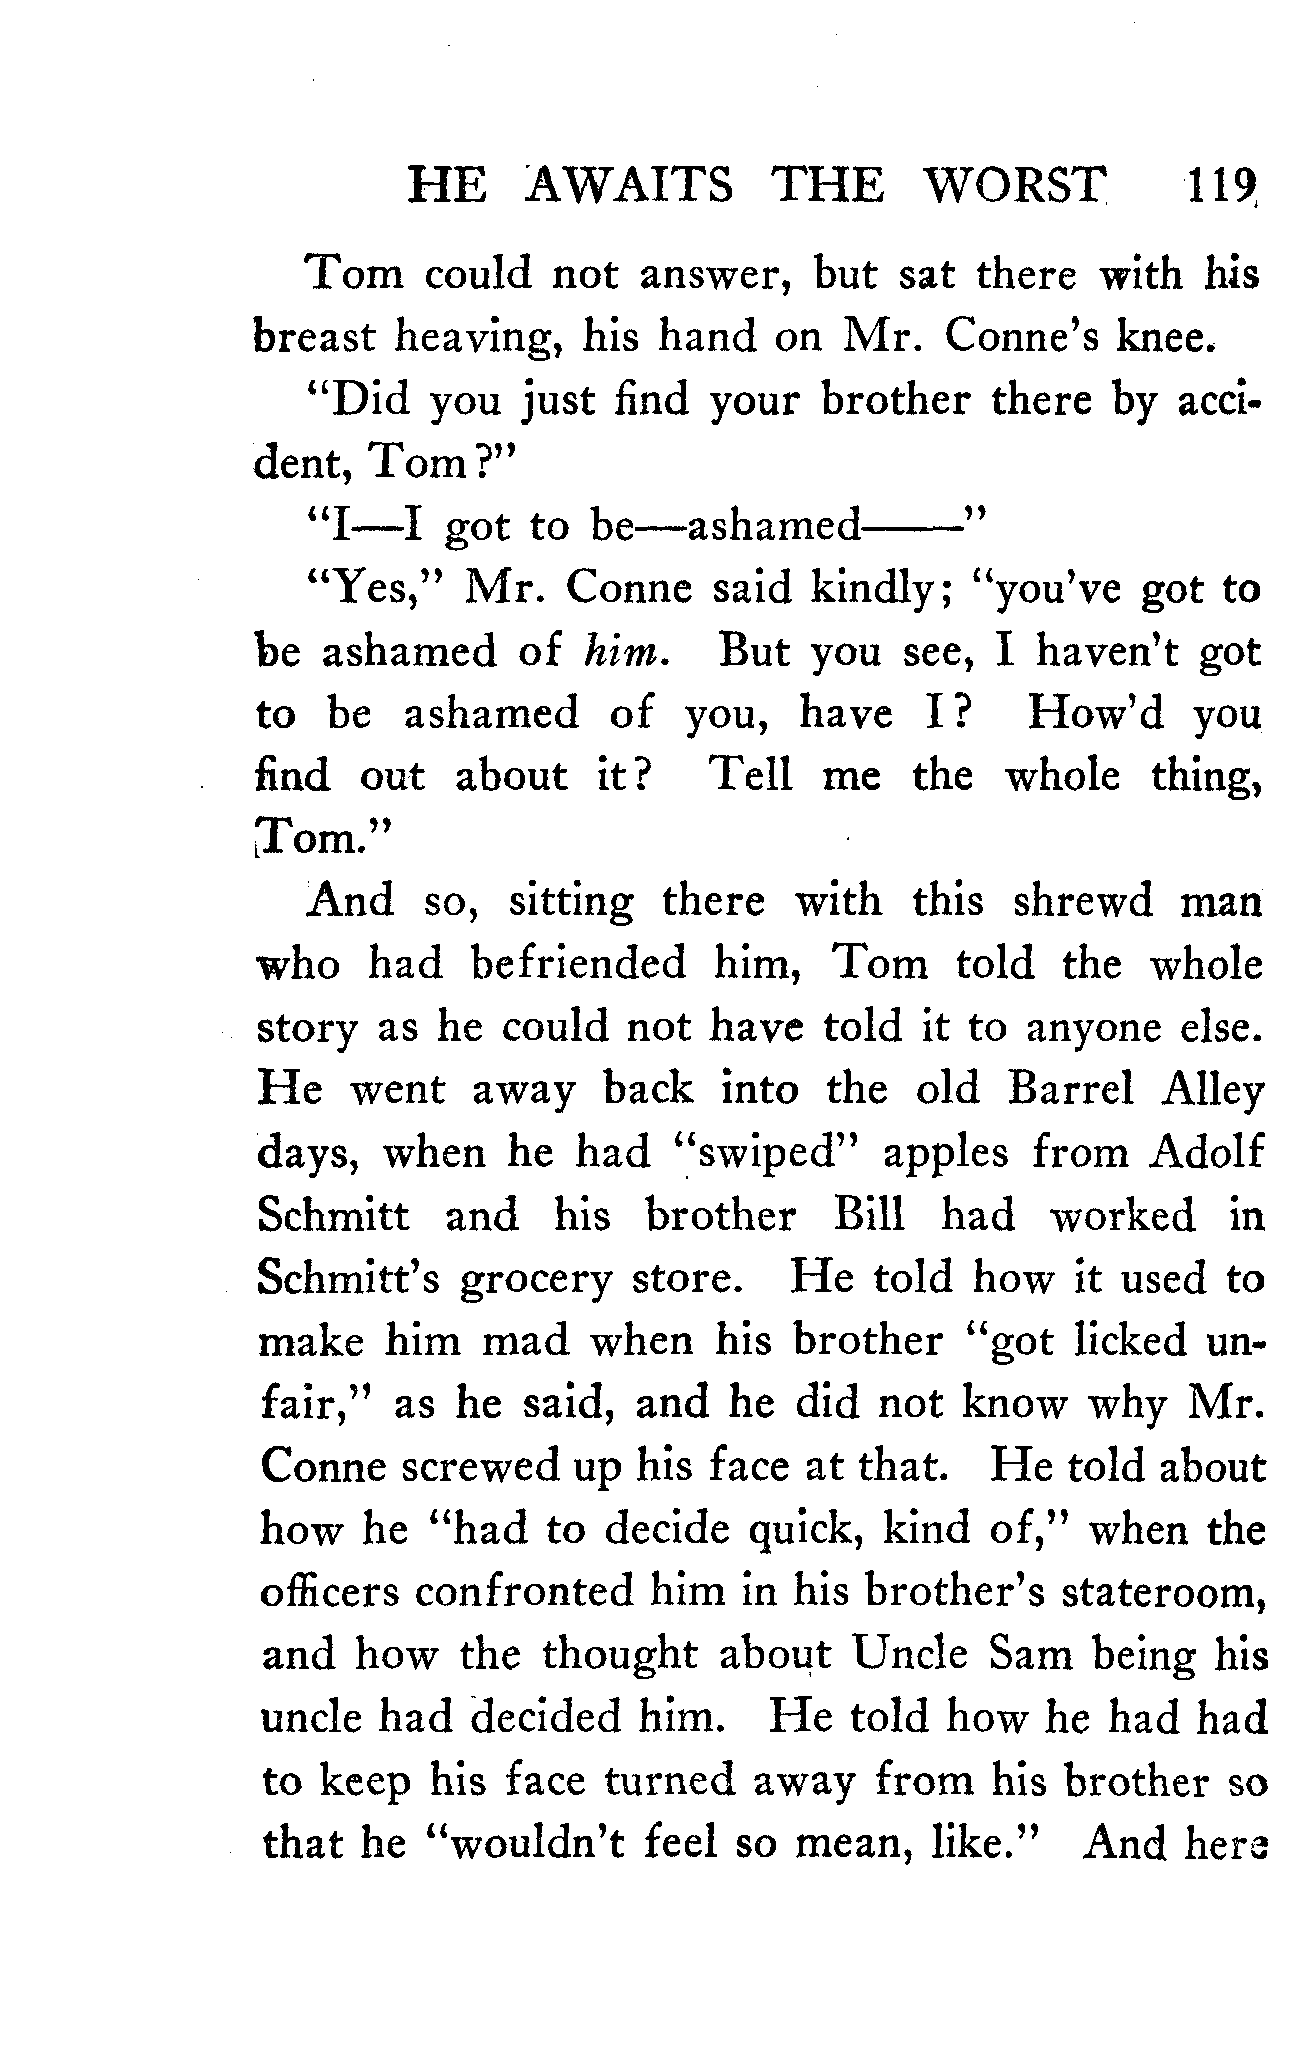 HE AWAITS THE WORST 119
Tom could not answer, but sat there with his
breast heaving, his hand on Mr. Conne's knee.
"Did you just find your brother there by acci-
dent, Tom?"
"I—I got to be—ashamed——"
"Yes," Mr. Conne said kindly; "you've got to
be ashamed of him. But you see, I haven't got
to be ashamed of you, have I? How'd you
find out about it? Tell me the whole thing,
Tom."
And so, sitting there with this shrewd man
who had befriended him, Tom told the whole
story as he could not have told it to anyone else.
He went away back into the old Barrel Alley
days, when he had "swiped" apples from Adolf
Schmitt and his brother Bill had worked in
Schmitt's grocery store. He told how it used to
make him mad when his brother "got licked un-
fair," as he said, and he did not know why Mr.
Conne screwed up his face at that. He told about
how he "had to decide quick, kind of," when the
officers confronted him in his brother's stateroom,
and how the thought about Uncle Sam being his
uncle had decided him. He told how he had had
to keep his face turned away from his brother so
that he "wouldn't feel so mean, like." And here